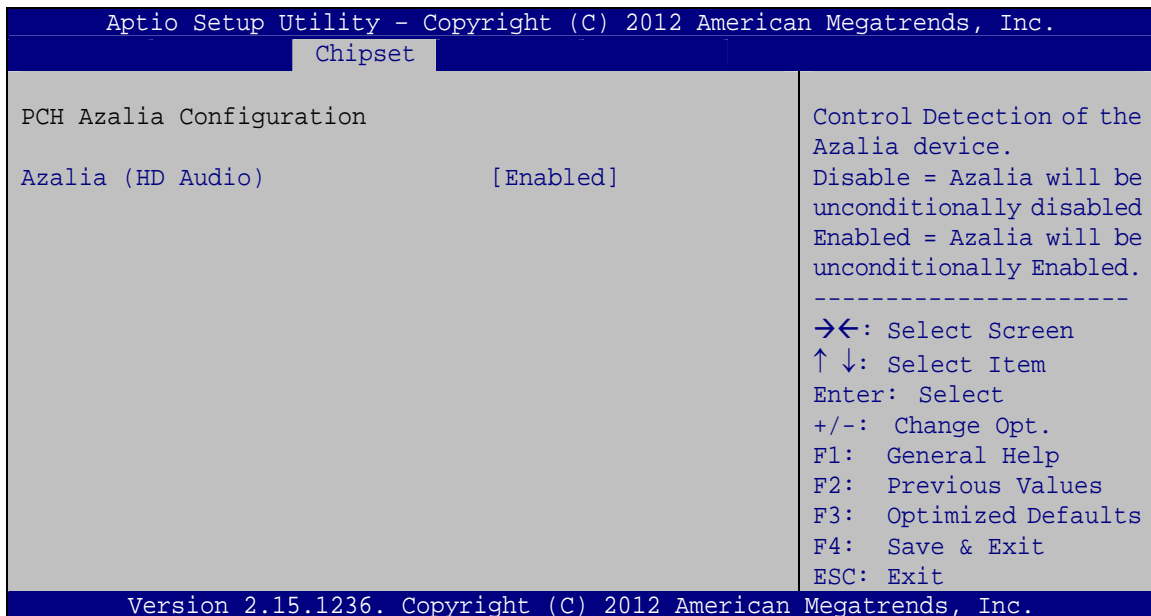 Aptio Setup Utility – Copyright (C) 2012 American Megatrends, Inc.
Chipset
PCH Azalia Configuration
Azalia (HD Audio) [Enabled]
Control Detection of the
Azalia device.
Disable = Azalia will be
unconditionally disabled
Enabled = Azalia will be
unconditionally Enabled.
----------------------
→←: Select Screen
↑ ↓: Select Item
Enter: Select
+/-: Change Opt.
F1: General Help
F2: Previous Values
F3: Optimized Defaults
F4: Save & Exit
ESC: Exit
Version 2.15.1236. Copyright (C) 2012 American Megatrends, Inc.